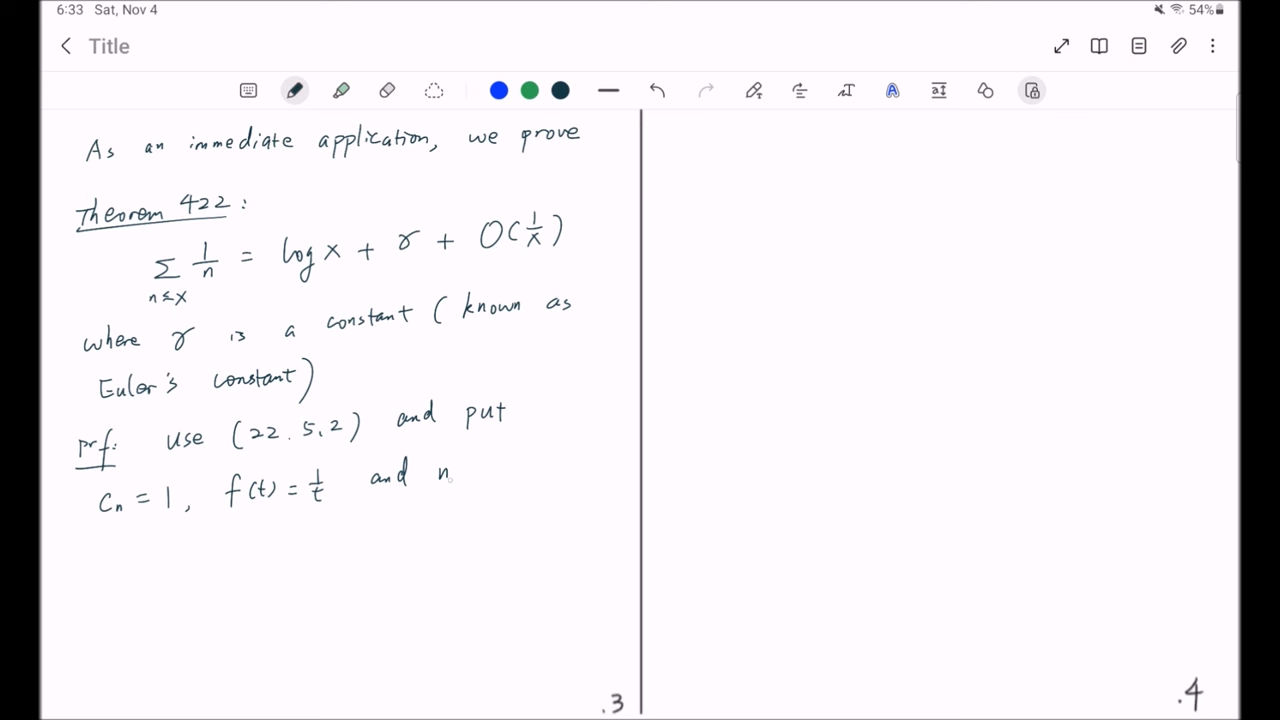 6:33 Sat, Nov 4
54%
Title
As an immediate application, we prove
Theorem 422:
∑ 1/n = log x + γ + O(1/x)
n≤x
where γ is a constant (known as
Euler's constant)
Prf: use (22.5.2) and put
Cn = 1, f(t) = 1/t and n
.3
.4